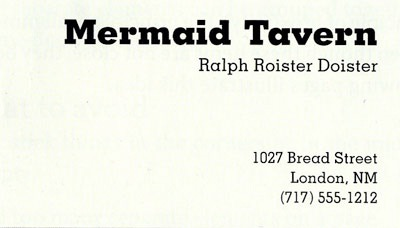 Mermaid Tavern
Ralph Roister Doister
1027 Bread Street
London, NM
(717) 555-1212